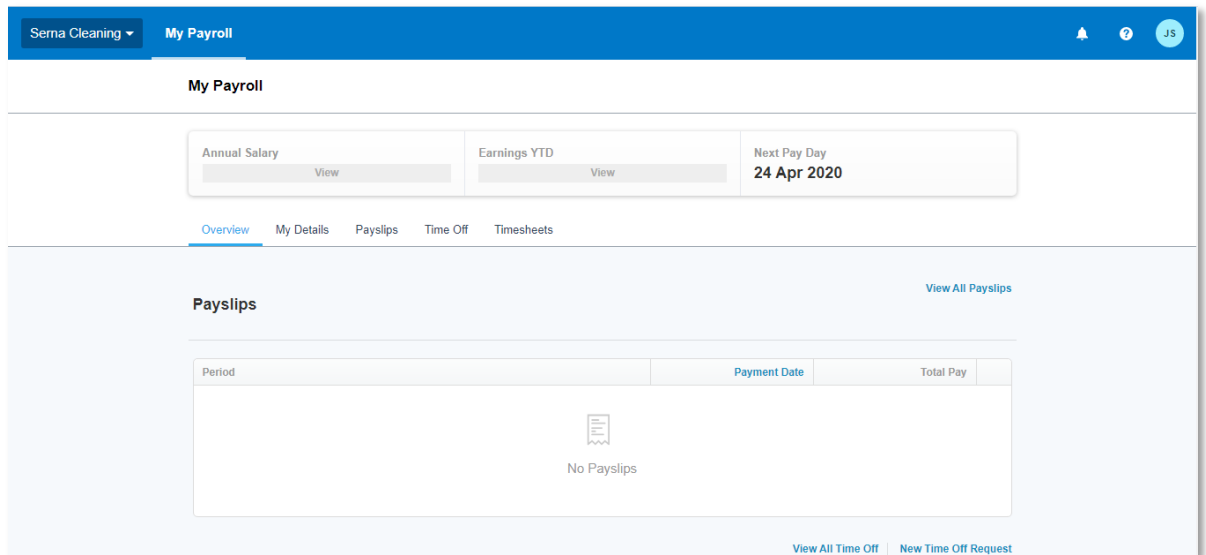 Serna Cleaning My Payroll JS
My Payroll
Annual Salary Earnings YTD Next Pay Day
View View 24 Apr 2020
Overview My Details Payslips Time Off Timesheets
View All Payslips
Payslips
Period Payment Date Total Pay
No Payslips
View All Time Off New Time Off Request